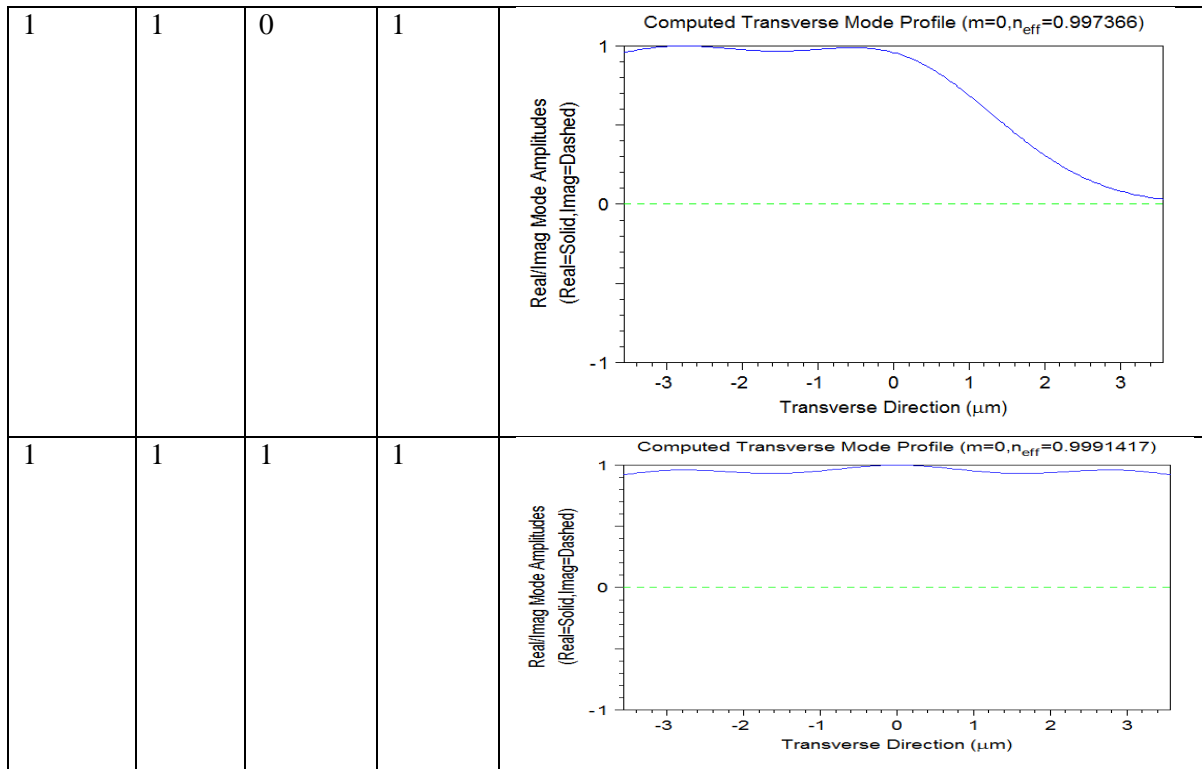 1 1 0 1
Computed Transverse Mode Profile (m=0,neff=0.997366)
1
0
-1
Real/Imag Mode Amplitudes
(Real=Solid,Imag=Dashed)
-3 -2 -1 0 1 2 3
Transverse Direction (μm)
1 1 1 1
Computed Transverse Mode Profile (m=0,neff=0.9991417)
1
0
-1
Real/Imag Mode Amplitudes
(Real=Solid,Imag=Dashed)
-3 -2 -1 0 1 2 3
Transverse Direction (μm)